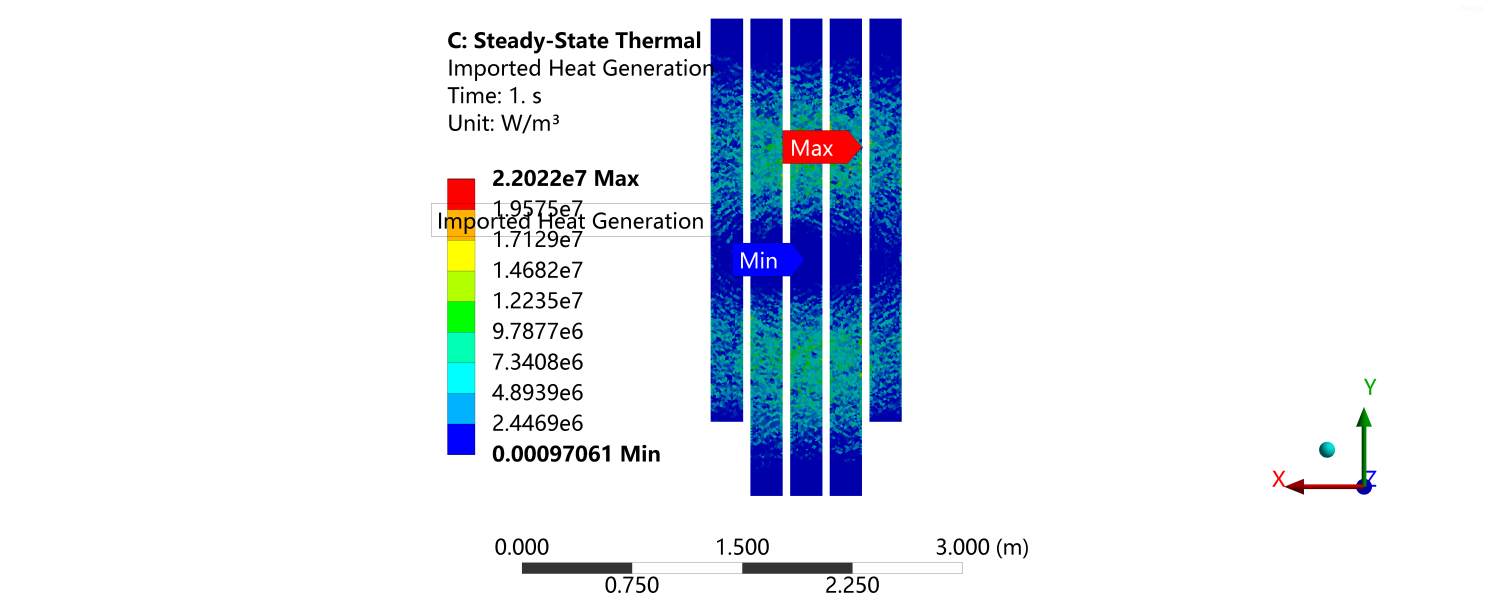 C: Steady-State Thermal
Imported Heat Generation
Time: 1. s
Unit: W/m³
2.2022e7 Max
1.9575e7
Imported Heat Generation
1.7129e7
1.4682e7
1.2235e7
9.7877e6
7.3408e6
4.8939e6
2.4469e6
0.00097061 Min
Max
Min
0.000 1.500 3.000 (m)
0.750 2.250
Y
X Z